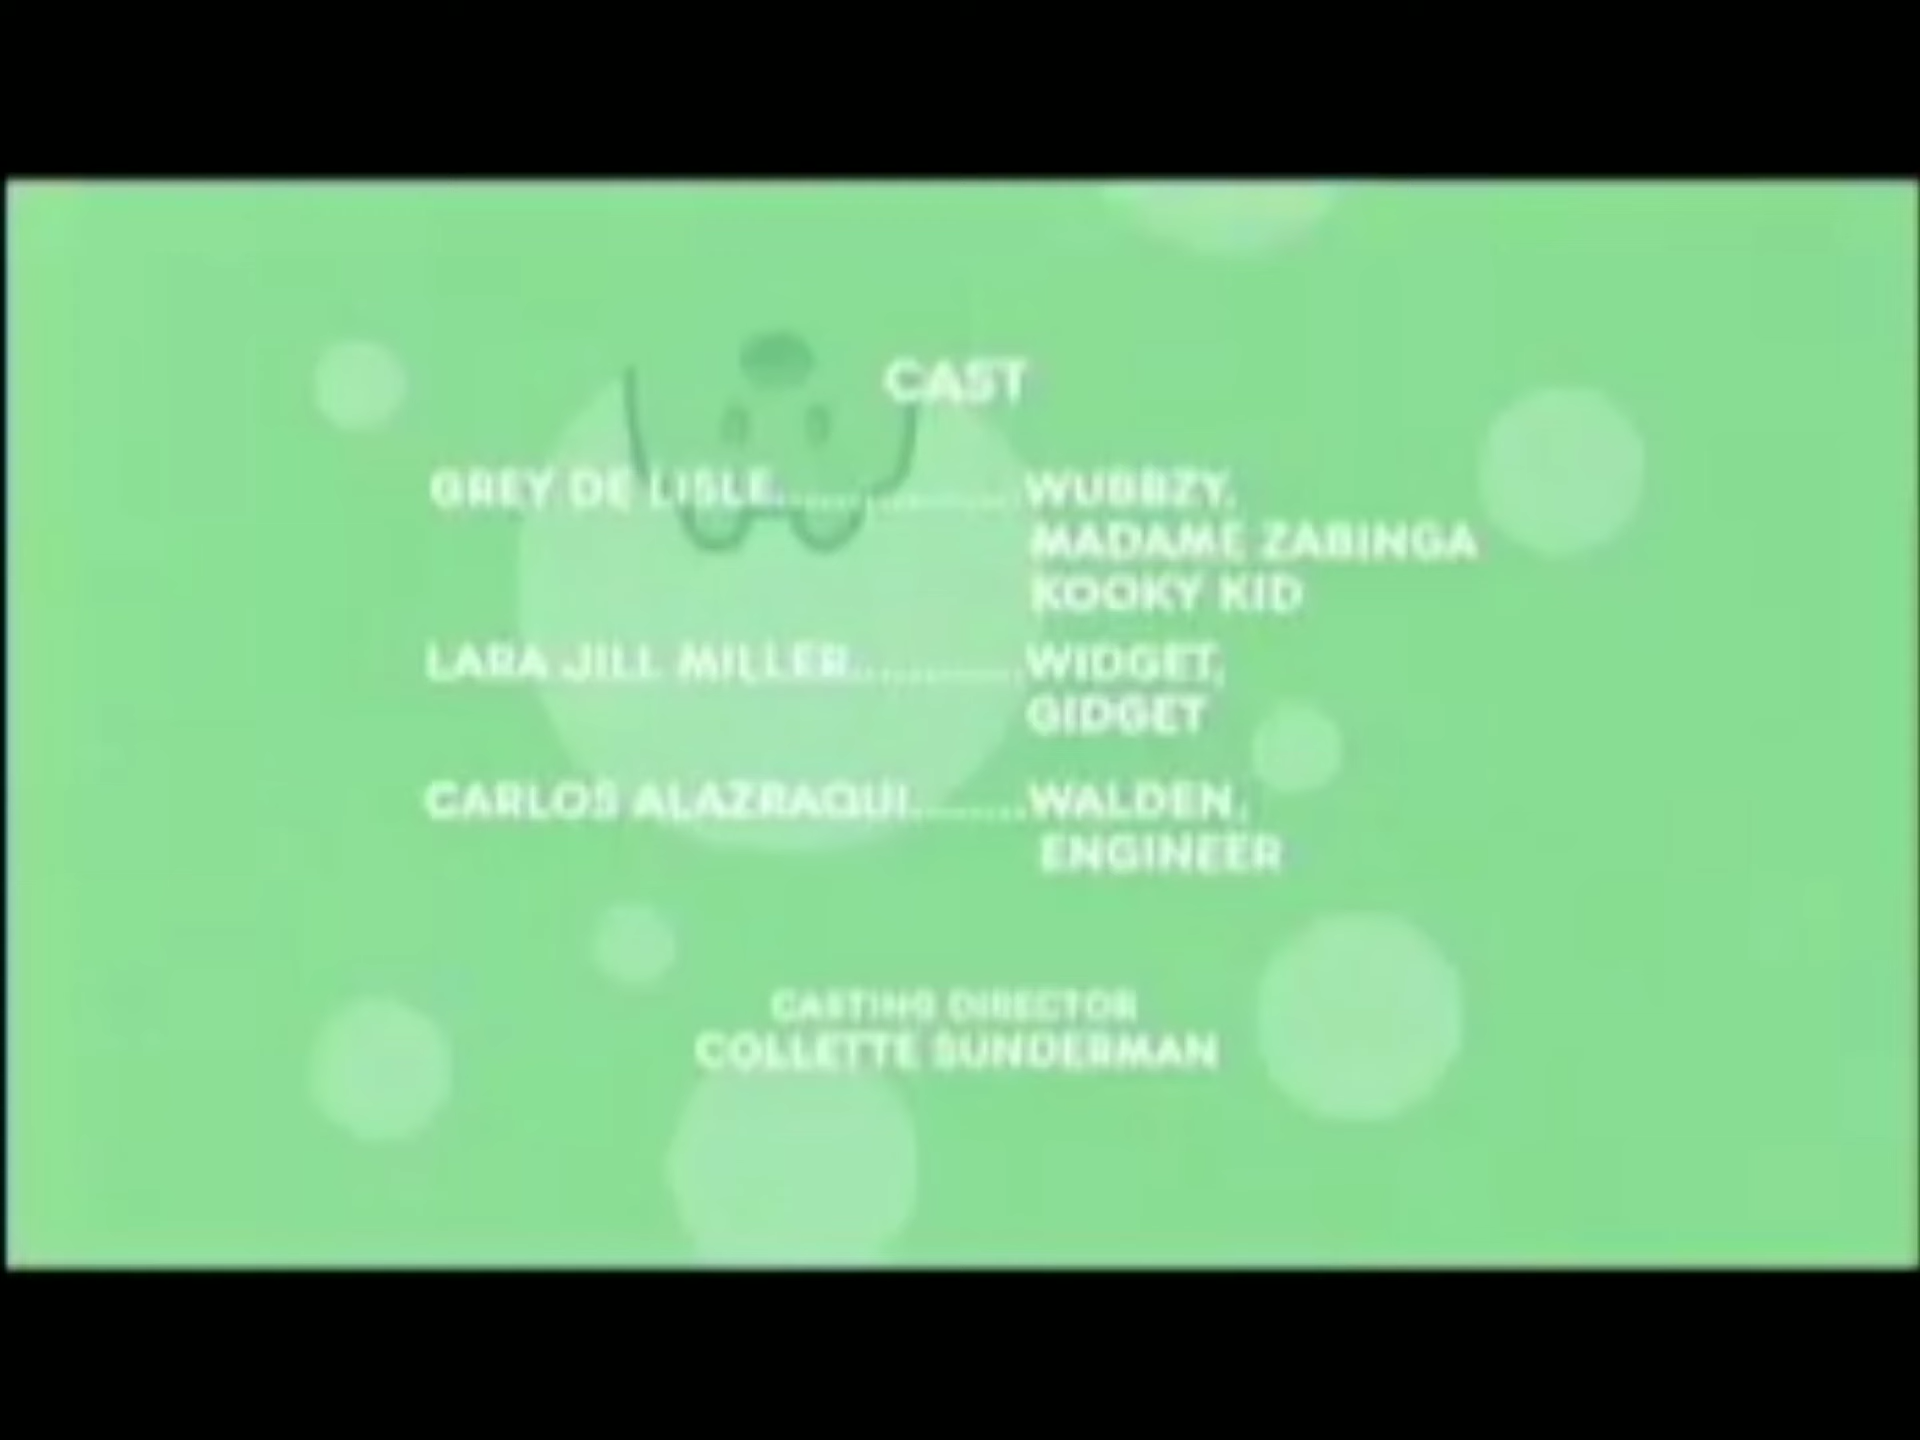 CAST
GREY DE LISLE..................WUBBZY,
MADAME ZABINGA
KOOKY KID
LARA JILL MILLER............WIDGET,
GIDGET
CARLOS ALAZRAQUI........WALDEN,
ENGINEER
CASTING DIRECTOR
COLLETTE SUNDERMAN